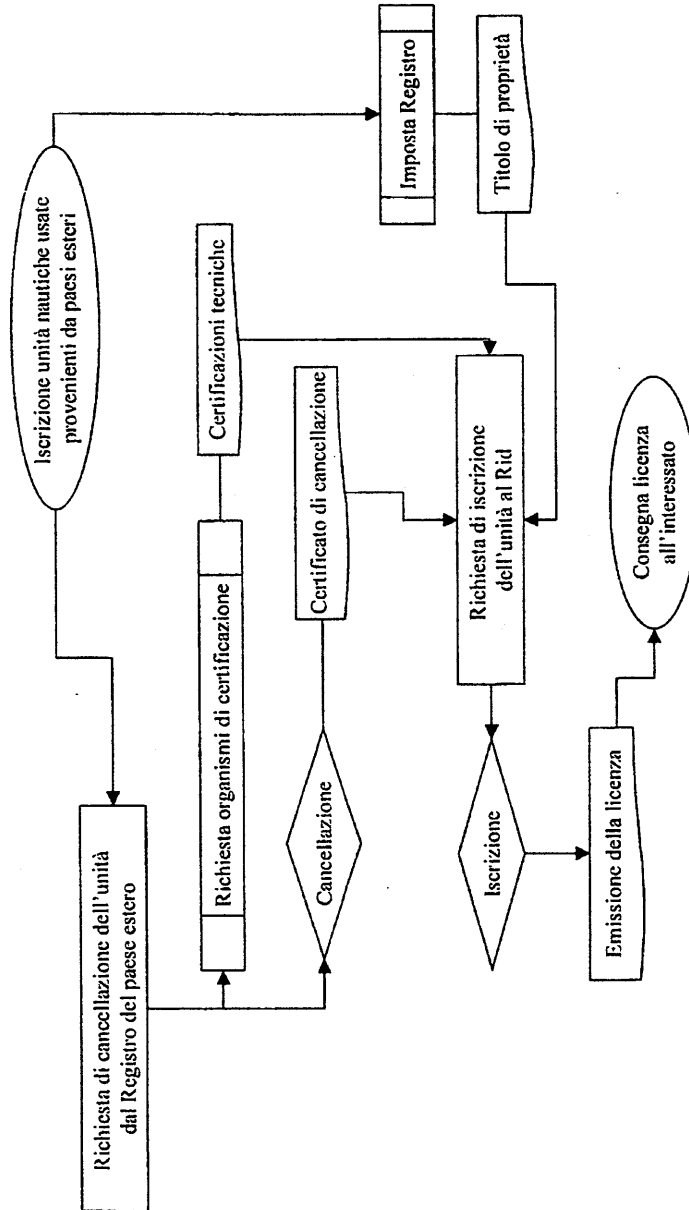 Iscrizione unità nautiche usate
provenienti da paesi esteri
Richiesta di cancellazione dell'unità
dal Registro del paese estero
Imposta Registro
Titolo di proprietà
Richiesta organismi di certificazione
Certificazioni tecniche
Cancellazione
Certificato di cancellazione
Richiesta di iscrizione
dell'unità al Rid
Iscrizione
Emissione della licenza
Consegna licenza
all'interessato